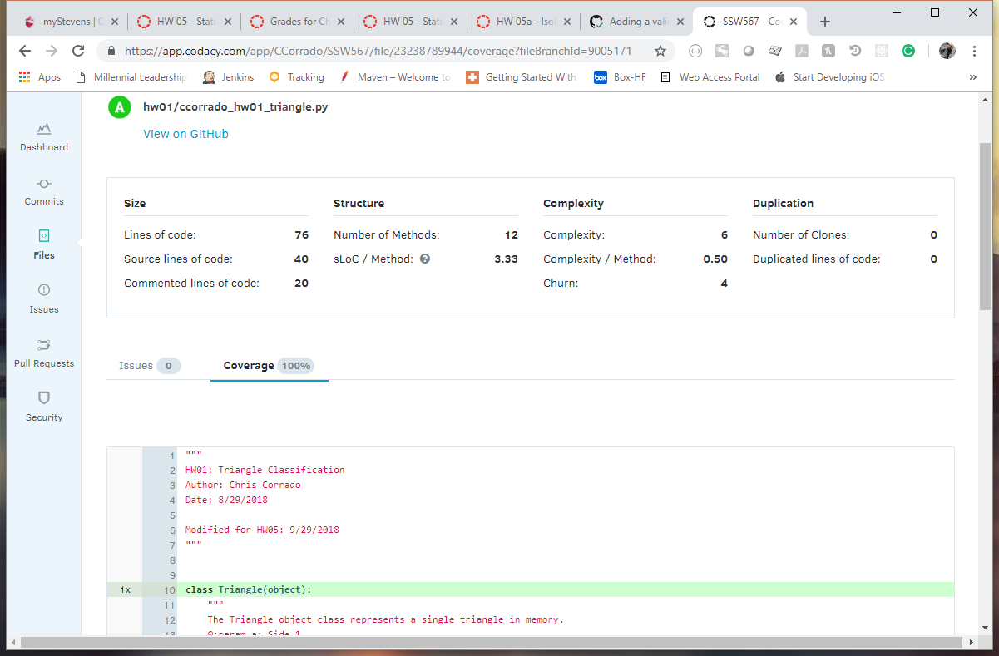 myStevens | C
HW 05 - Stati
Grades for Ch
HW 05 - Stati
HW 05a - Isol
Adding a valid
SSW567 - Co
https://app.codacy.com/app/CCorrado/SSW567/file/23238789944/coverage?fileBranchId=9005171
Apps
Millennial Leadership
Jenkins
Tracking
Maven – Welcome to
Getting Started With
box
Box-HF
Web Access Portal
Start Developing iOS
»
Dashboard
Commits
Files
Issues
Pull Requests
Security
A hw01/ccorrado_hw01_triangle.py
View on GitHub
Size
Lines of code: 76
Source lines of code: 40
Commented lines of code: 20
Structure
Number of Methods: 12
sLoC / Method: ? 3.33
Complexity
Complexity: 6
Complexity / Method: 0.50
Churn: 4
Duplication
Number of Clones: 0
Duplicated lines of code: 0
Issues 0
Coverage 100%
1 """
2 HW01: Triangle Classification
3 Author: Chris Corrado
4 Date: 8/29/2018
5
6 Modified for HW05: 9/29/2018
7 """
8
9
1x 10 class Triangle(object):
11 """
12 The Triangle object class represents a single triangle in memory.
13 @:param a: Side 1